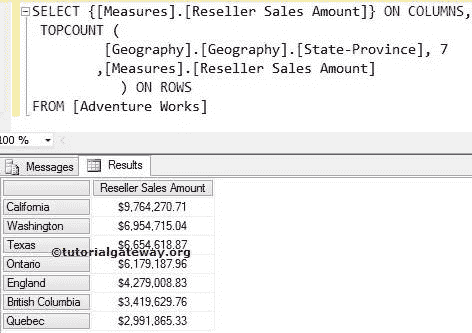 SELECT {[Measures].[Reseller Sales Amount]} ON COLUMNS,
TOPCOUNT (
[Geography].[Geography].[State-Province], 7
,[Measures].[Reseller Sales Amount]
) ON ROWS
FROM [Adventure Works]
100 %
Messages Results
Reseller Sales Amount
California $9,764,270.71
Washington $6,954,715.04
Texas $6,654,618.87
©tutorialgateway.org
Ontario $6,179,187.96
England $4,279,008.83
British Columbia $3,419,629.76
Quebec $2,991,865.33